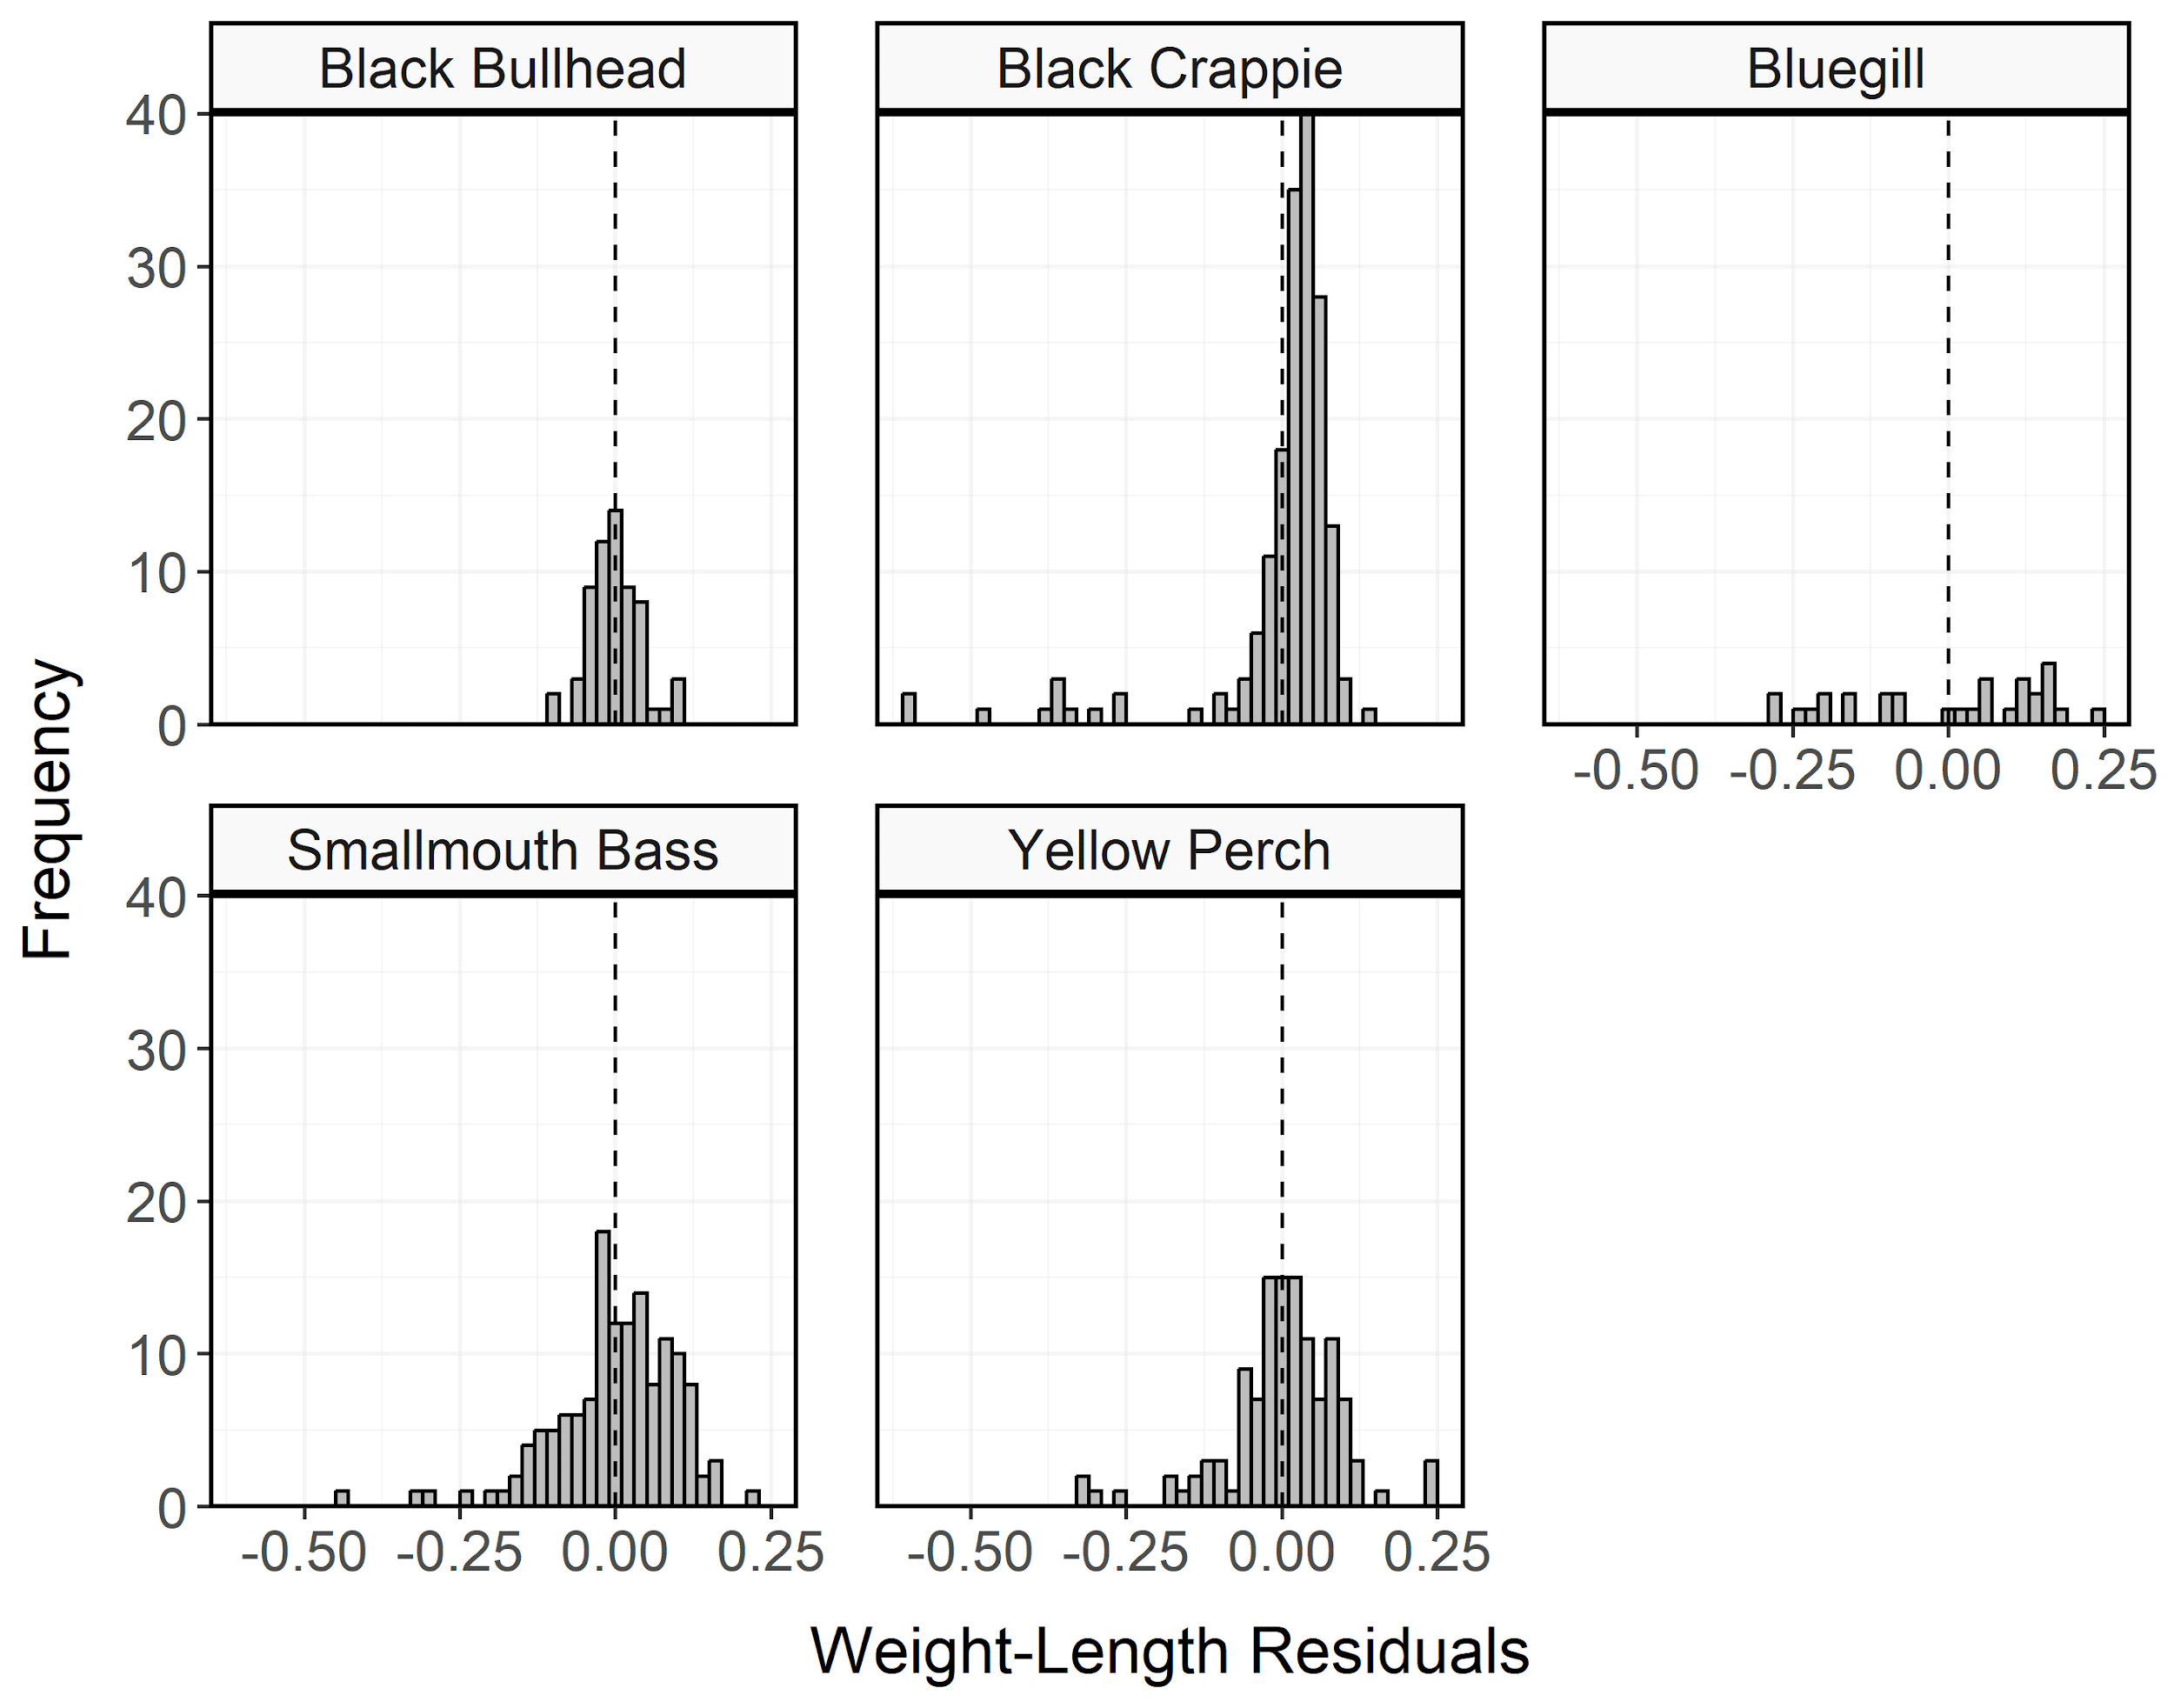 Black Bullhead
Black Crappie
Bluegill
40
30
20
10
0
-0.50 -0.25 0.00 0.25
Smallmouth Bass
Yellow Perch
40
30
20
10
0
-0.50 -0.25 0.00 0.25
-0.50 -0.25 0.00 0.25
Frequency
Weight-Length Residuals